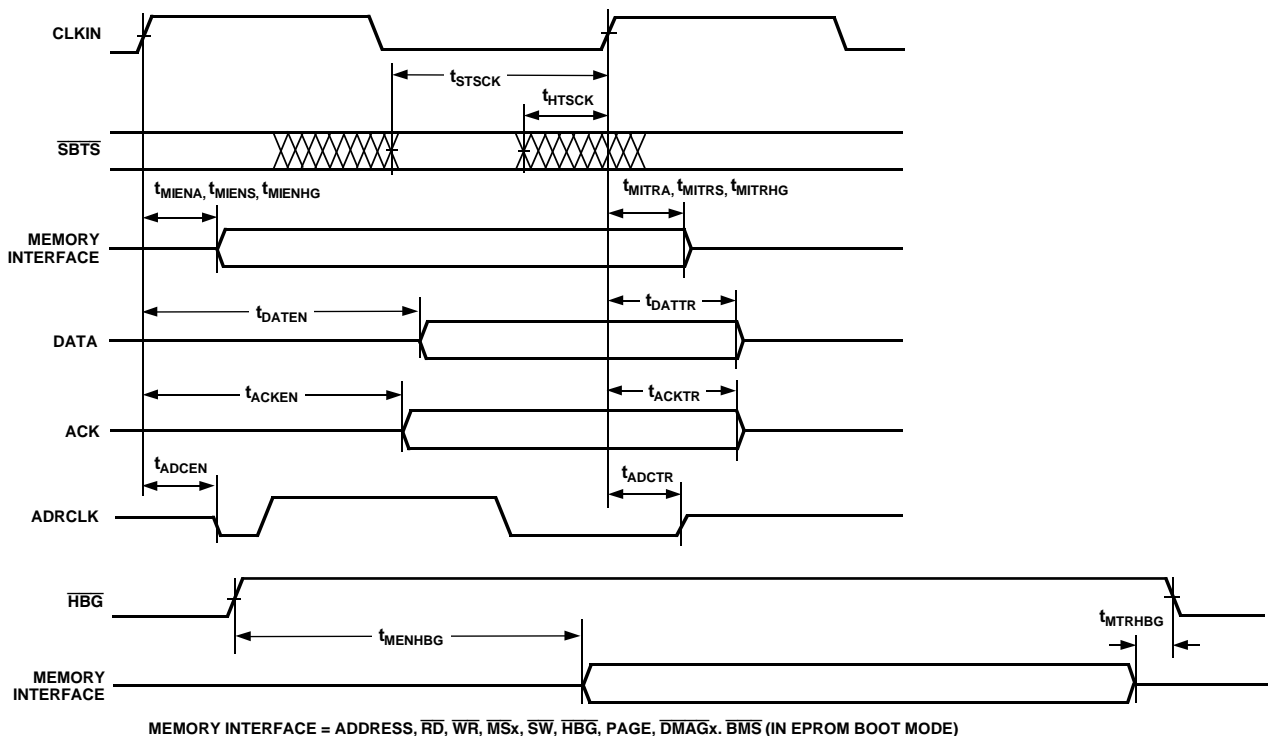 CLKIN
tSTSCK
tHTSCK
SBTS
tMIENA, tMIENS, tMIENHG
tMITRA, tMITRS, tMITRHG
MEMORY
INTERFACE
tDATEN
tDATTR
DATA
tACKEN
tACKTR
ACK
tADCEN
tADCTR
ADRCLK
HBG
tMENHBG
tMTRHBG
MEMORY
INTERFACE
MEMORY INTERFACE = ADDRESS, RD, WR, MSx, SW, HBG, PAGE, DMAGx. BMS (IN EPROM BOOT MODE)